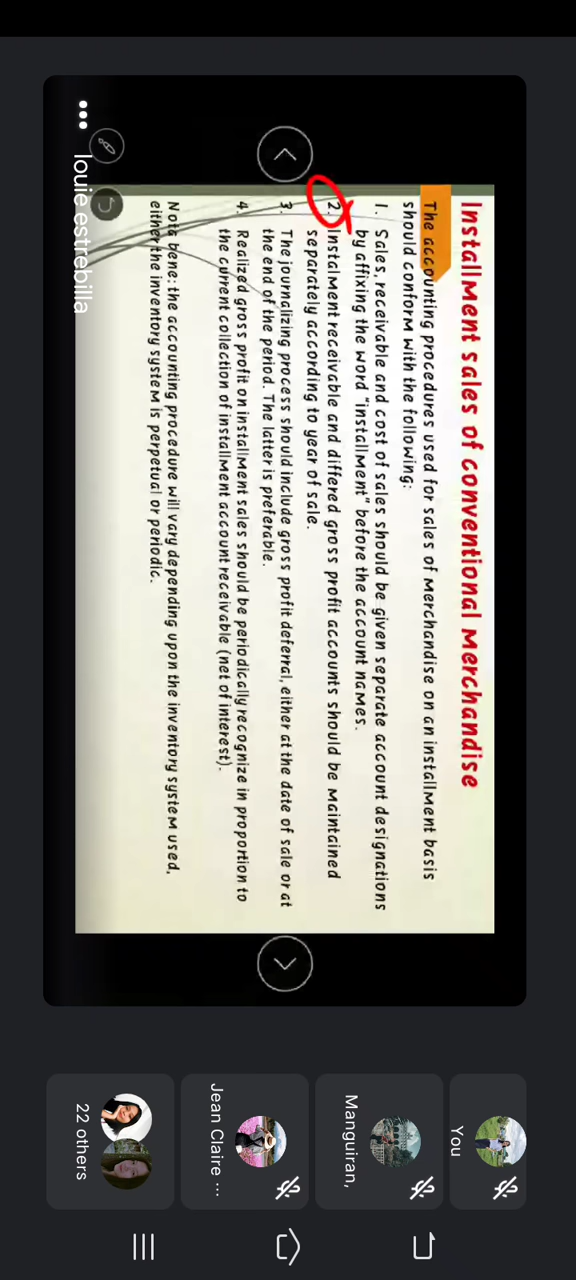 Installment sales of conventional merchandise
The accounting procedures used for sales of merchandise on an installment basis
should conform with the following:
1. Sales, receivable and cost of sales should be given separate account designations
by affixing the word "installment" before the account names.
2. Instalment receivable and differed gross profit accounts should be maintained
separately according to year of sale.
3. The journalizing process should include gross profit deferral, either at the date of sale or at
the end of the period. The latter is preferable.
4. Realized gross profit on installment sales should be periodically recognize in proportion to
the current collection of installment account receivable (net of interest).
Nota bene: the accounting procedure will vary depending upon the inventory system used,
either the inventory system is perpetual or periodic.
louie estrebilla
You
Manguiran,
Jean Claire ...
22 others